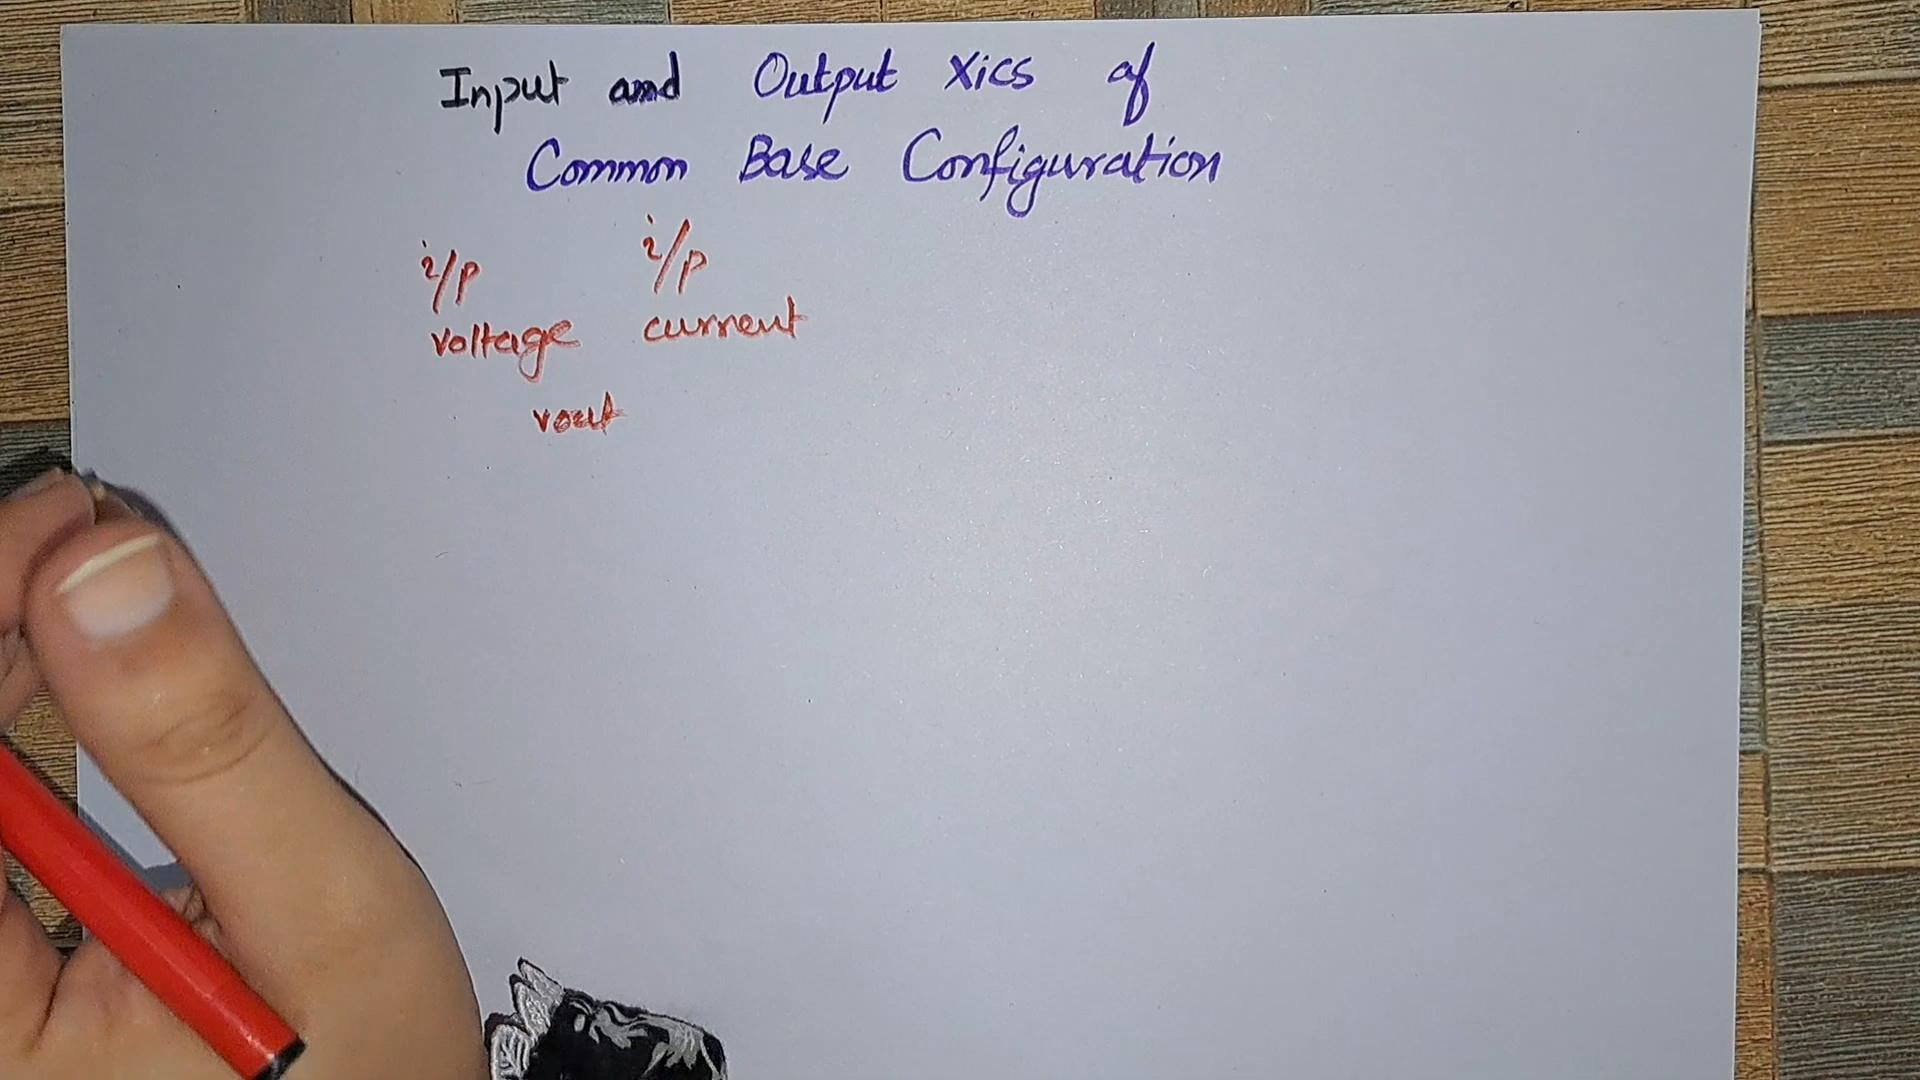 Input and Output Xics of
Common Base Configuration
i/p i/p
voltage current
vout